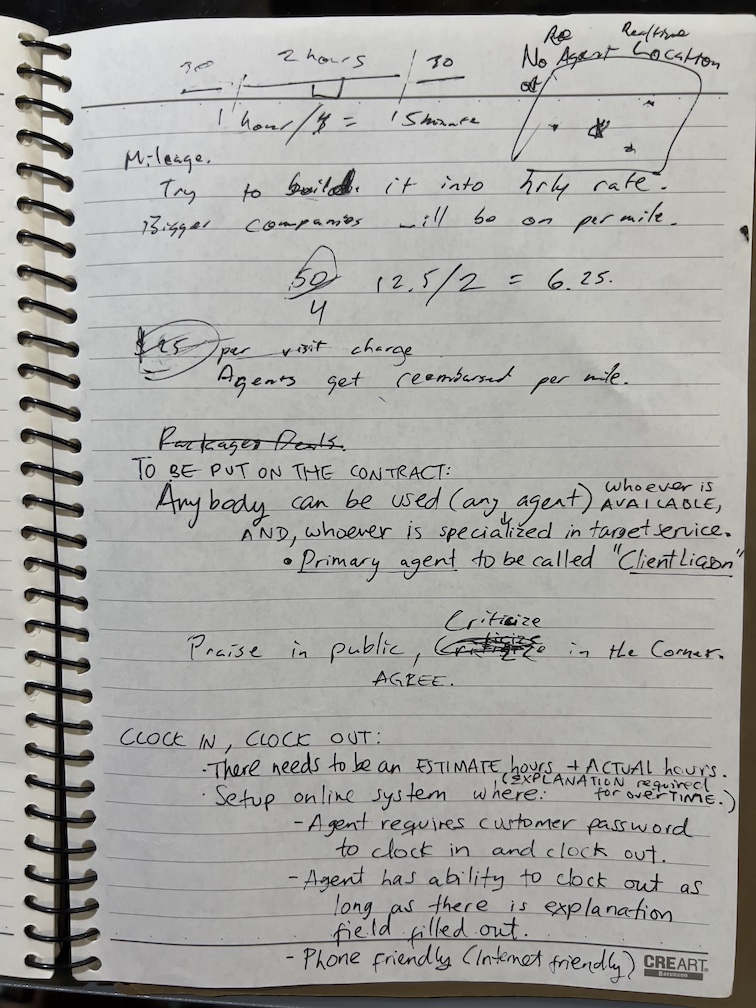 30 2 hours 30
Realtime
No Agent Location
1 hour/$ = 15 minute
Mileage.
Try to build it into hrly rate.
Bigger companies will be on per mile.
50
4
12.5/2 = 6.25.
$25 per visit charge
Agents get reembursed per mile.
Packages Deals.
TO BE PUT ON THE CONTRACT:
Anybody can be used (any agent) whoever is AVAILABLE,
AND, whoever is specialized in target service.
• Primary agent to be called "Client Liason"
Criticize
Praise in public, in the Corner.
AGREE.
CLOCK IN, CLOCK OUT:
· There needs to be an ESTIMATE hours + ACTUAL hours.
(EXPLANATION required for overTIME.)
· Setup online system where:
- Agent requires customer password
to clock in and clock out.
- Agent has ability to clock out as
long as there is explanation
field filled out.
- Phone friendly (Internet friendly)
CREART
Barunson